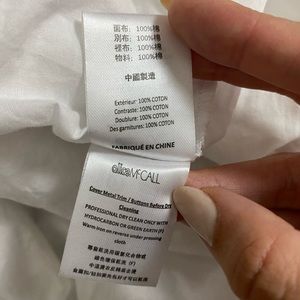 面布：100%棉
別布：100%棉
裡布：100%棉
物料：100%棉
中國製造
Extérieur: 100% COTON
Contraste: 100% COTON
Doublure: 100% COTON
Des garnitures: 100% COTON
FABRIQUÉ EN CHINE
alice McCALL
Cover Metal Trim / Buttons Before Dry
Cleaning
PROFESSIONAL DRY CLEAN ONLY WITH
HYDROCARBON OR GREEN EARTH (F)
Warm iron on reverse under pressing
cloth